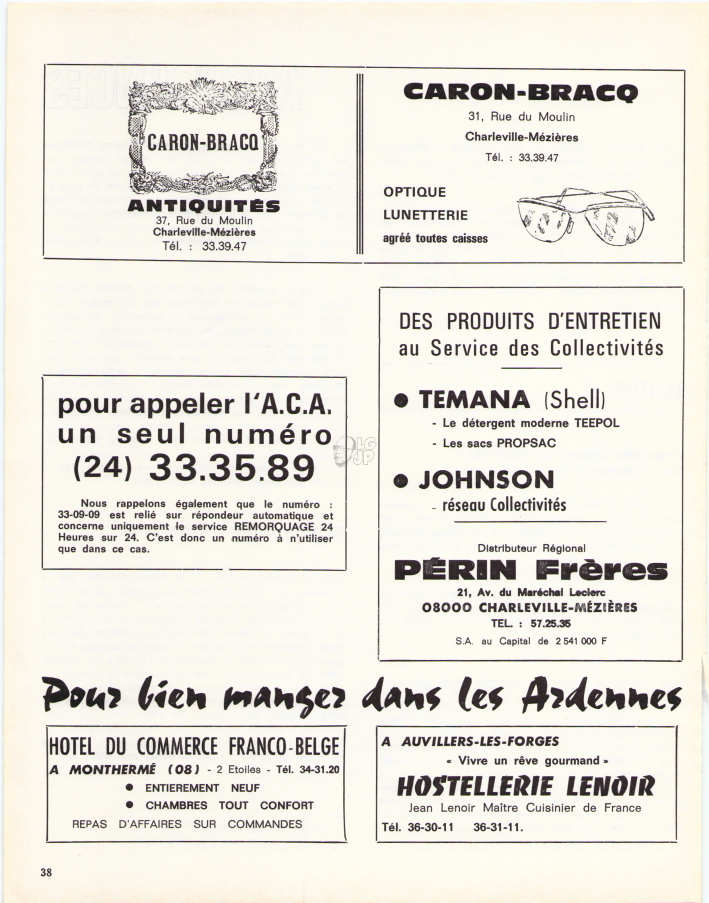 CARON-BRACQ
ANTIQUITÉS
37, Rue du Moulin
Charleville-Mézières
Tél. : 33.39.47
CARON-BRACQ
31, Rue du Moulin
Charleville-Mézières
Tél. : 33.39.47
OPTIQUE
LUNETTERIE
agréé toutes caisses
pour appeler l'A.C.A.
un seul numéro
(24) 33.35.89
Nous rappelons également que le numéro :
33-09-09 est relié sur répondeur automatique et
concerne uniquement le service REMORQUAGE 24
Heures sur 24. C'est donc un numéro à n'utiliser
que dans ce cas.
LG
JP
DES PRODUITS D'ENTRETIEN
au Service des Collectivités
● TEMANA (Shell)
- Le détergent moderne TEEPOL
- Les sacs PROPSAC
● JOHNSON
- réseau Collectivités
Distributeur Régional
PÉRIN Frères
21, Av. du Maréchal Leclerc
08000 CHARLEVILLE-MÉZIÈRES
TEL. : 57.25.35
S.A. au Capital de 2 541 000 F
Pour bien manger dans les Ardennes
HOTEL DU COMMERCE FRANCO-BELGE
A MONTHERMÉ (08) - 2 Etoiles - Tél. 34-31.20
● ENTIEREMENT NEUF
● CHAMBRES TOUT CONFORT
REPAS D'AFFAIRES SUR COMMANDES
A AUVILLERS-LES-FORGES
« Vivre un rêve gourmand »
HOSTELLERIE LENOIR
Jean Lenoir Maître Cuisinier de France
Tél. 36-30-11 36-31-11.
38